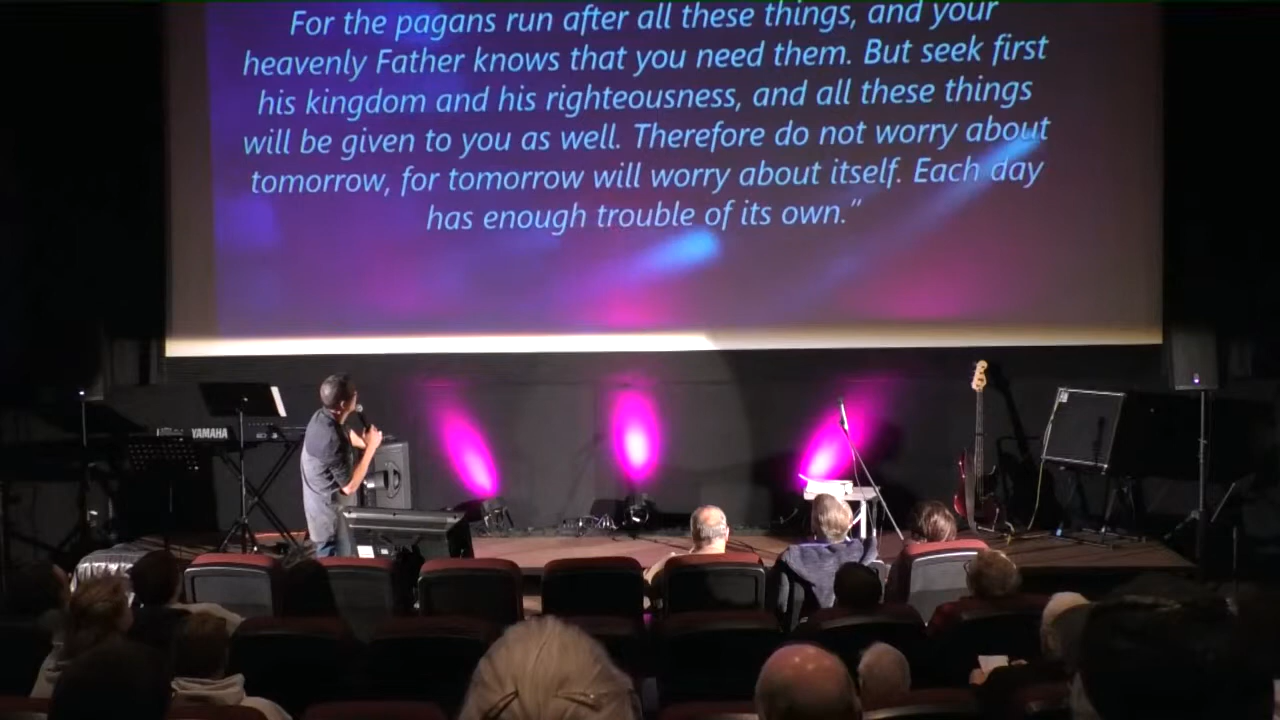 For the pagans run after all these things, and your
heavenly Father knows that you need them. But seek first
his kingdom and his righteousness, and all these things
will be given to you as well. Therefore do not worry about
tomorrow, for tomorrow will worry about itself. Each day
has enough trouble of its own.”
YAMAHA